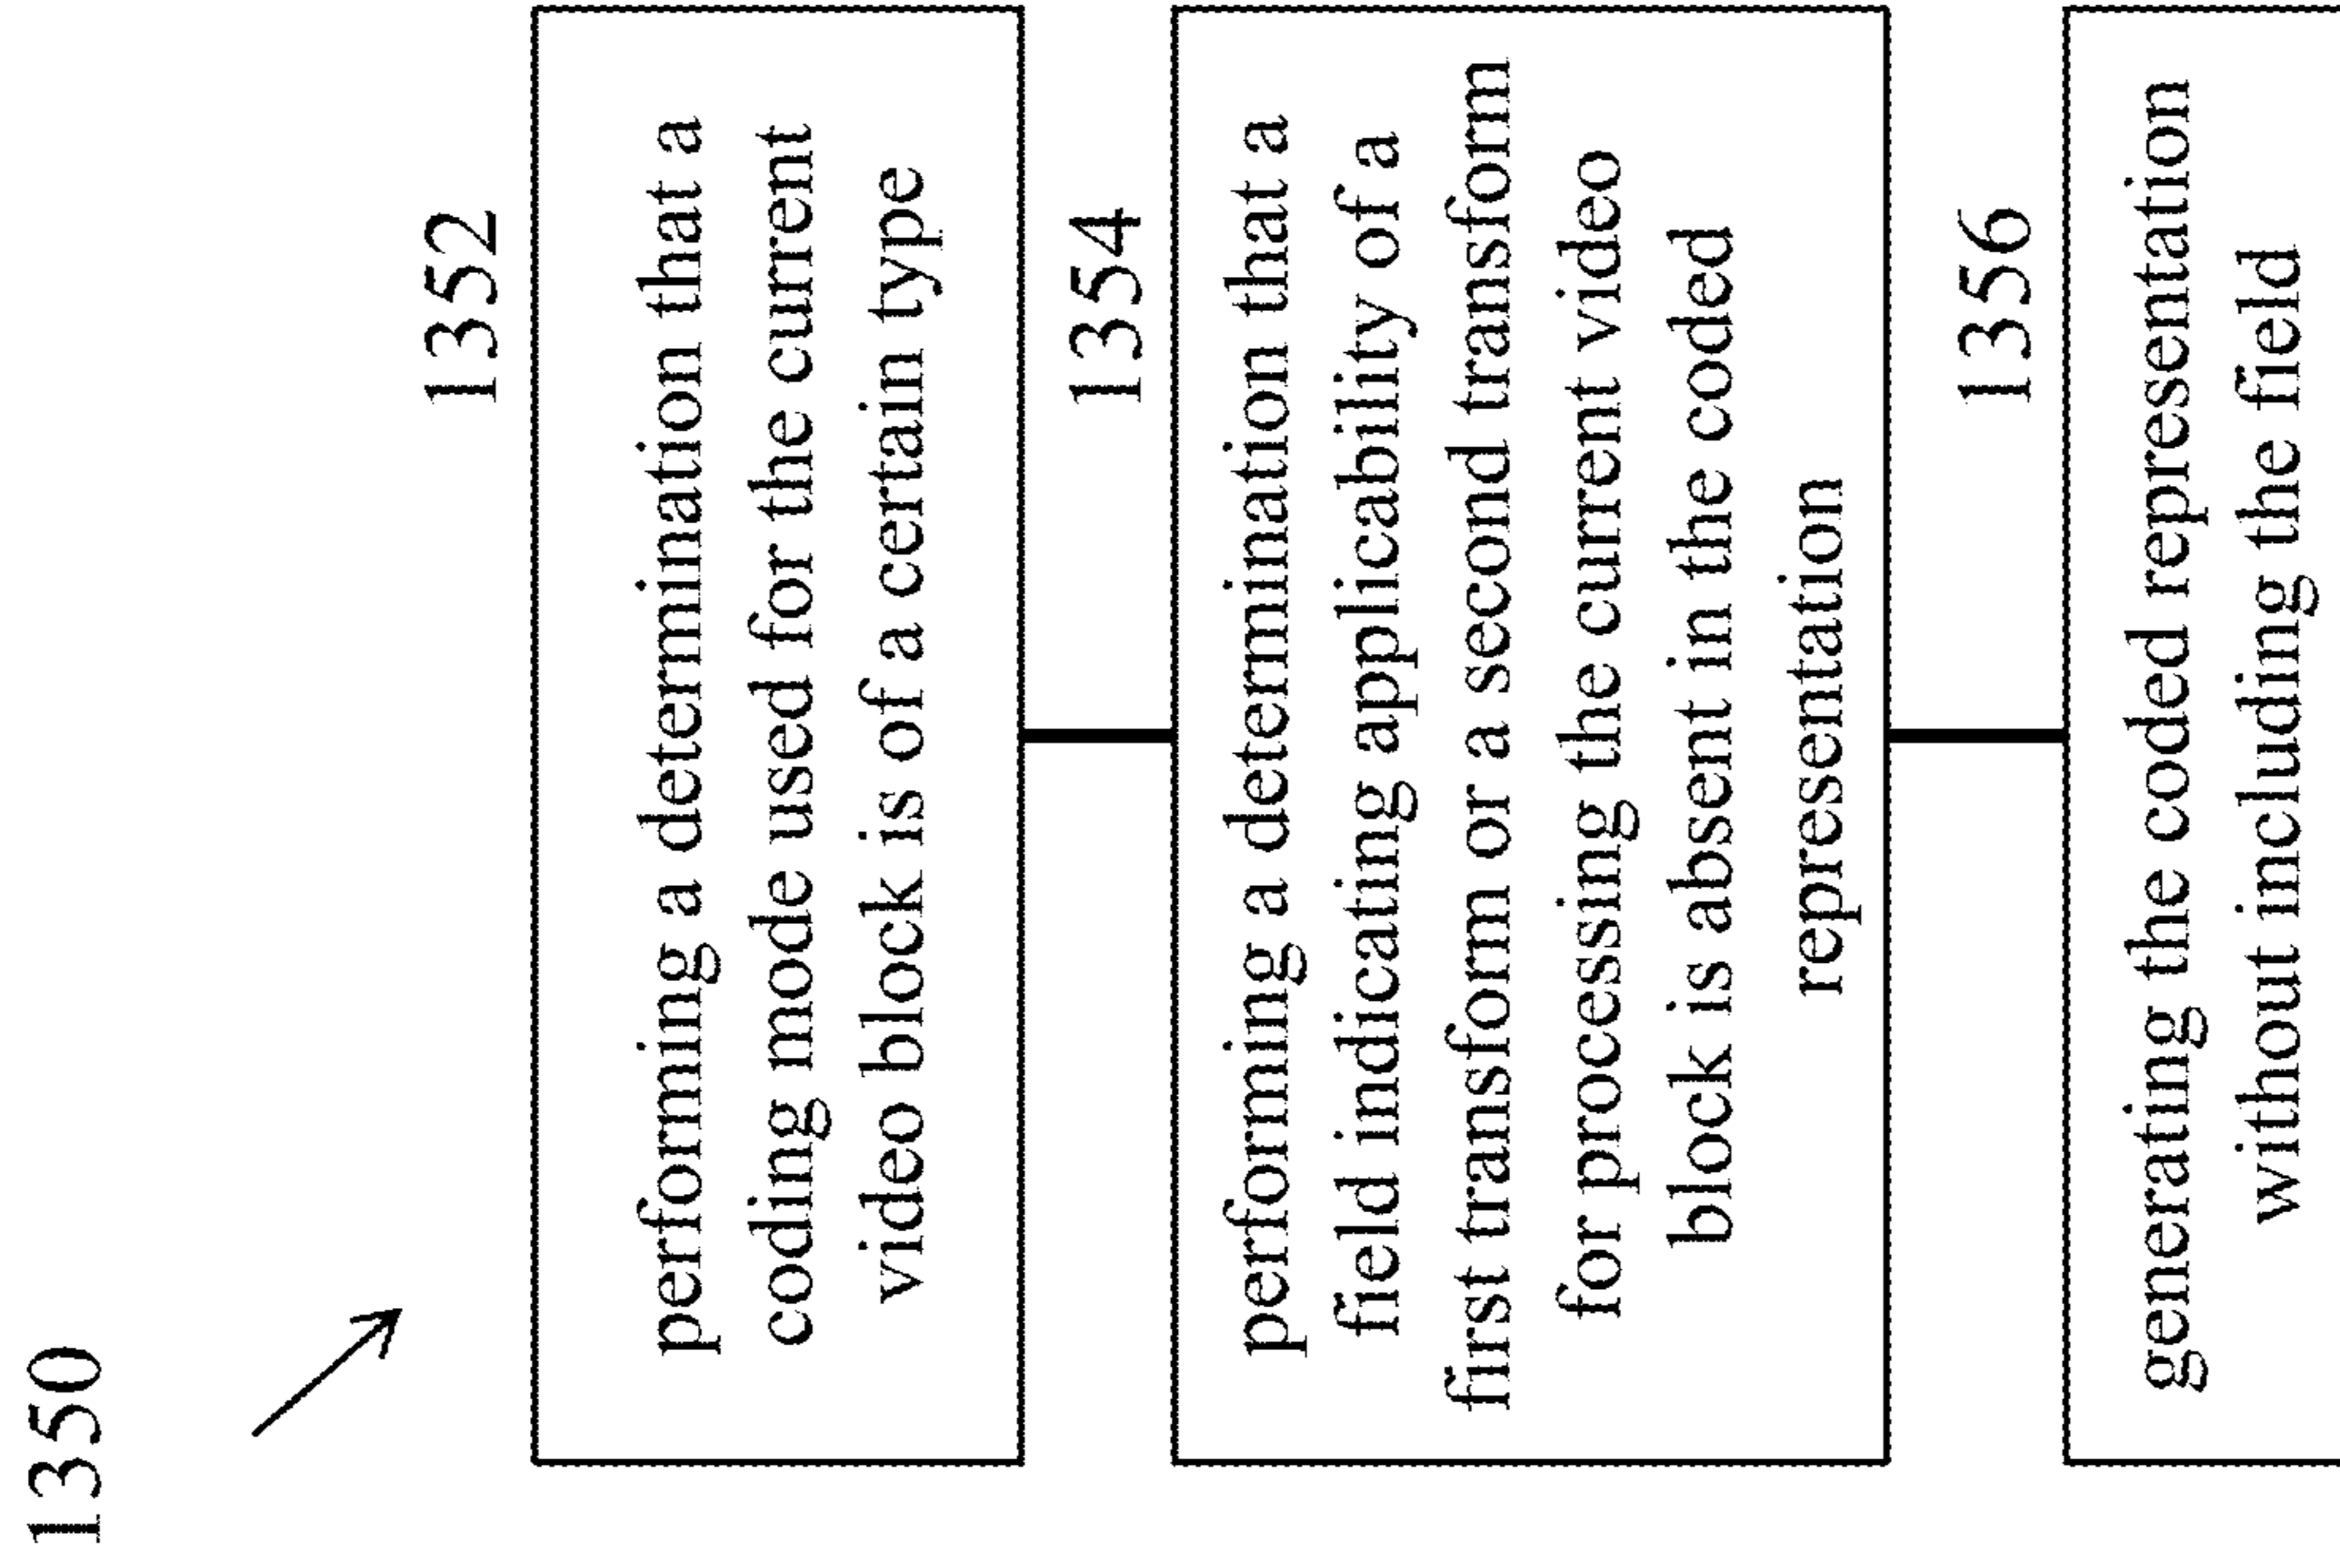 1350
1352
performing a determination that a
coding mode used for the current
video block is of a certain type
1354
performing a determination that a
field indicating applicability of a
first transform or a second transform
for processing the current video
block is absent in the coded
representation
1356
generating the coded representation
without including the field